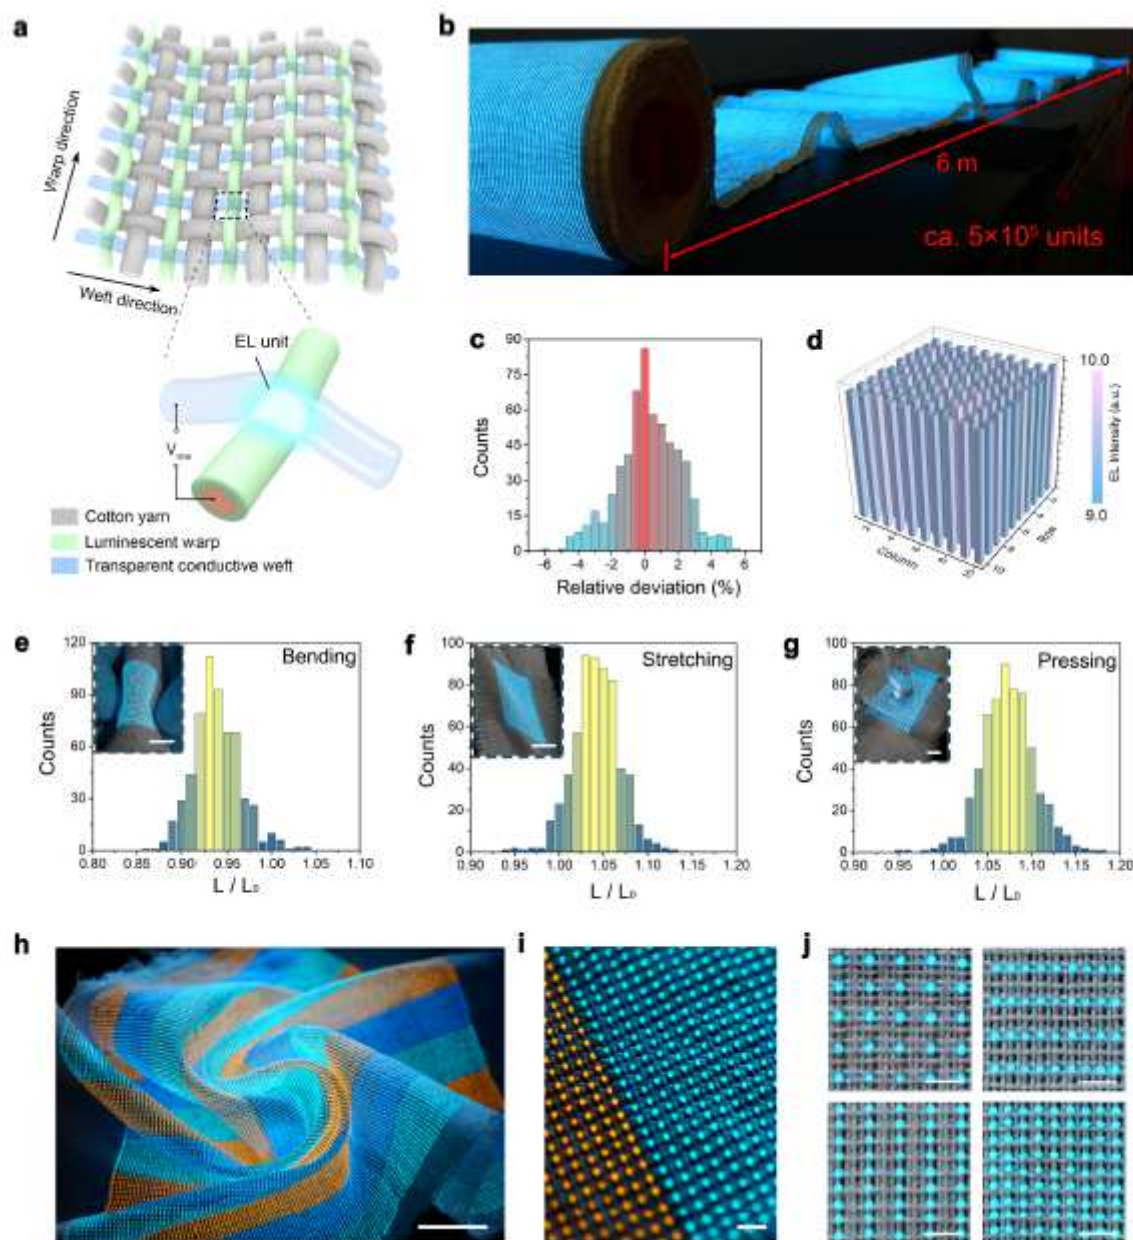 a
Warp direction
Weft direction
EL unit
Cotton yarn
Luminescent warp
Transparent conductive weft
b
6 m
ca. 5×10⁵ units
c
90
75
60
45
30
15
0
Counts
-6 -4 -2 0 2 4 6
Relative deviation (%)
d
10.0
EL Intensity (a.u.)
9.0
Column
Row
e
Bending
120
90
60
30
0
Counts
0.80 0.85 0.90 0.95 1.00 1.05 1.10
L / L₀
f
Stretching
100
80
60
40
20
0
Counts
0.90 0.95 1.00 1.05 1.10 1.15 1.20
L / L₀
g
Pressing
100
80
60
40
20
0
Counts
0.90 0.95 1.00 1.05 1.10 1.15 1.20
L / L₀
h
i
j